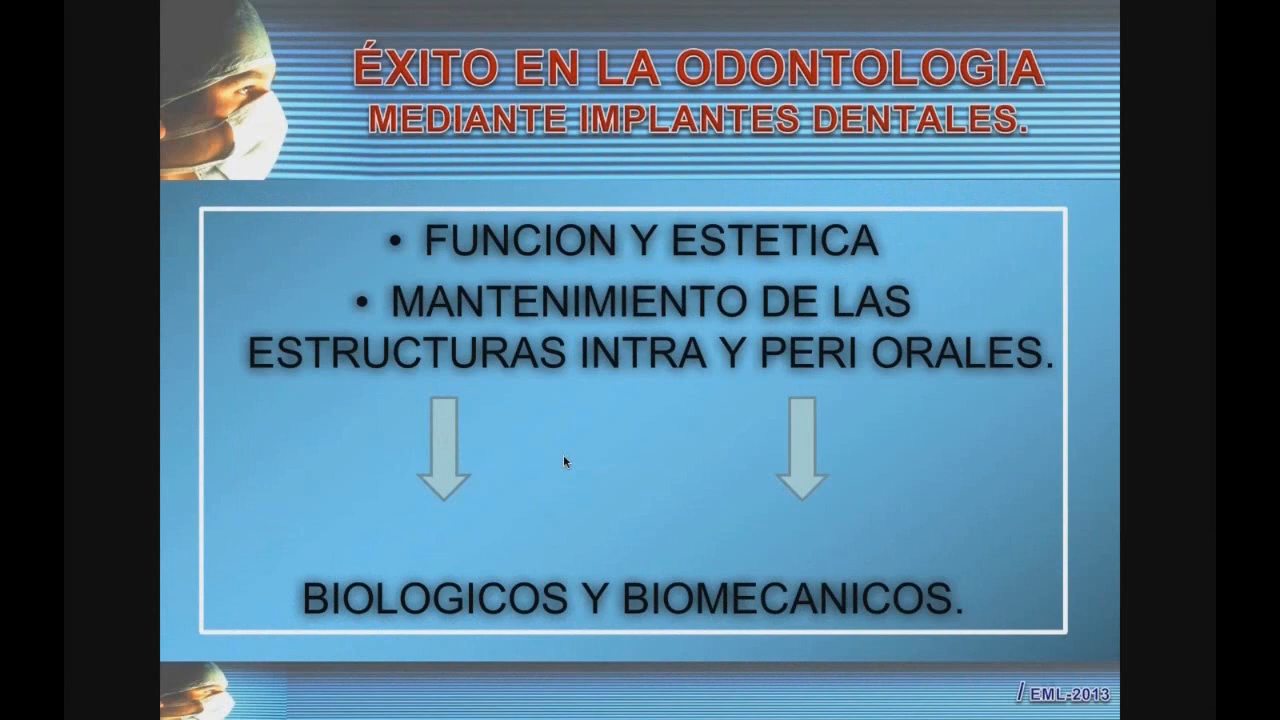 ÉXITO EN LA ODONTOLOGIA
MEDIANTE IMPLANTES DENTALES.
• FUNCION Y ESTETICA
• MANTENIMIENTO DE LAS
ESTRUCTURAS INTRA Y PERI ORALES.
BIOLOGICOS Y BIOMECANICOS.
/ EML-2013